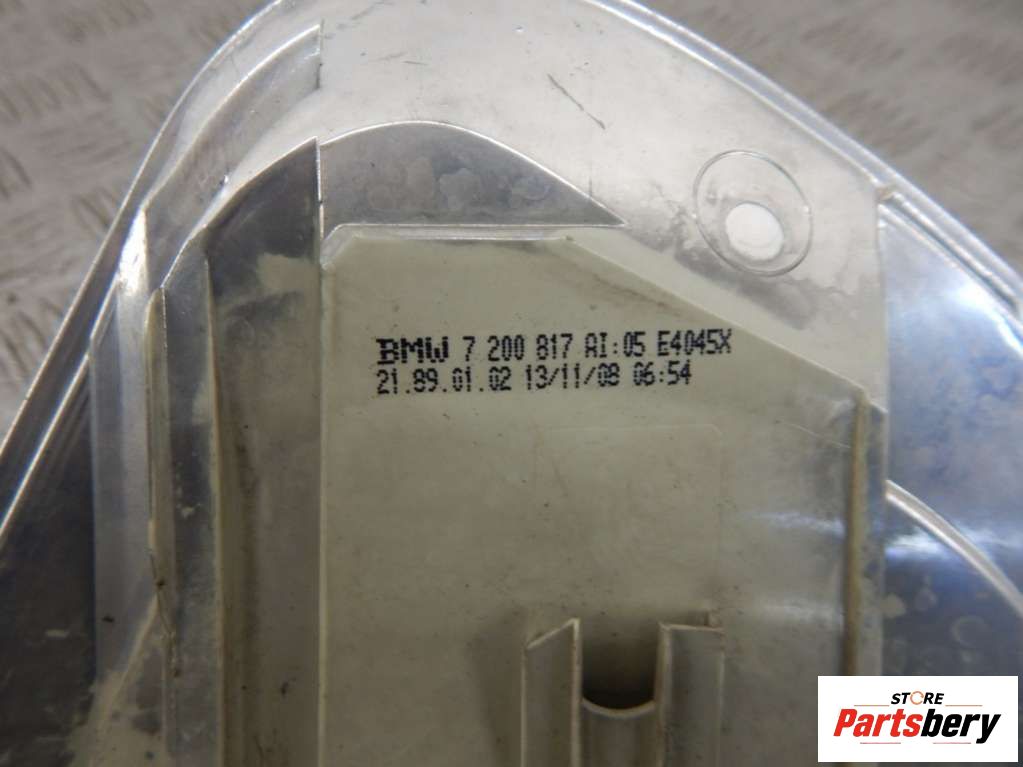 BMW 7 200 817 AI:05 E4045X
21.89.01.02 13/11/08 06:54
STORE
Partsbery